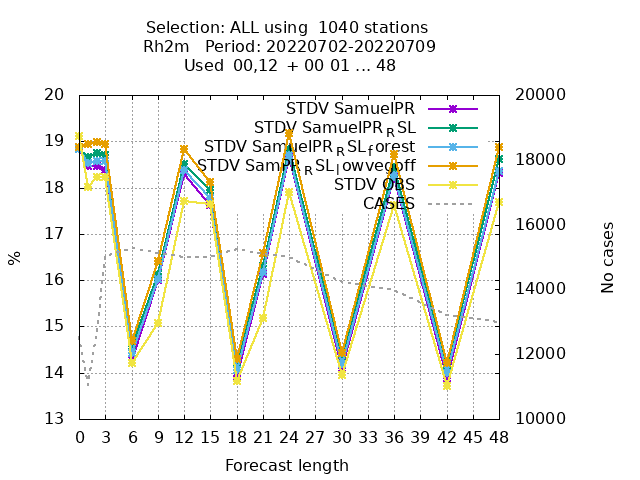 Selection: ALL using  1040 stations
Rh2m   Period: 20220702-20220709
Used  00,12  + 00 01 ... 48
STDV SamuelPR
STDV SamuelPR_RSL
STDV SamuelPR_RSL_forest
STDV SamPR_RSL_lowvegoff
STDV OBS
CASES
20
19
18
17
16
15
14
13
20000
18000
16000
14000
12000
10000
%
No cases
0 3 6 9 12 15 18 21 24 27 30 33 36 39 42 45 48
Forecast length